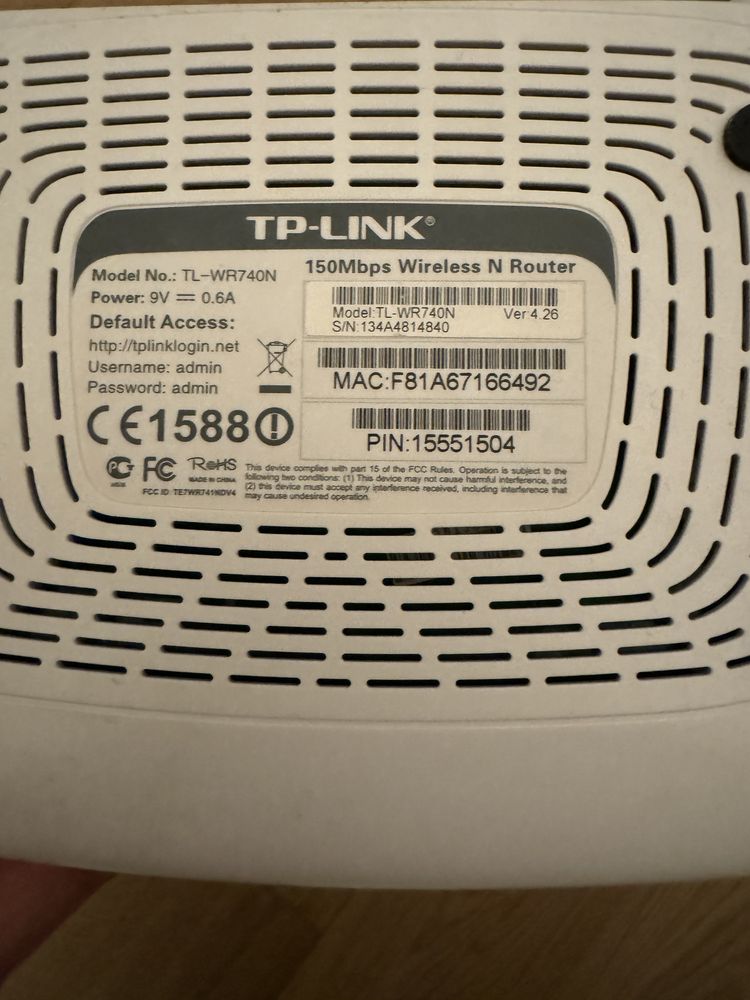 TP-LINK®
Model No.: TL-WR740N
Power: 9V 0.6A
Default Access:
http://tplinklogin.net
Username: admin
Password: admin
CE1588
PG
FC
RoHS
MADE IN CHINA
FCC ID: TE7WR741NDV4
150Mbps Wireless N Router
Model:TL-WR740N Ver:4.26
S/N:134A4814840
MAC:F81A67166492
PIN:15551504
This device complies with part 15 of the FCC Rules. Operation is subject to the
following two conditions: (1) This device may not cause harmful interference, and
(2) this device must accept any interference received, including interference that
may cause undesired operation.